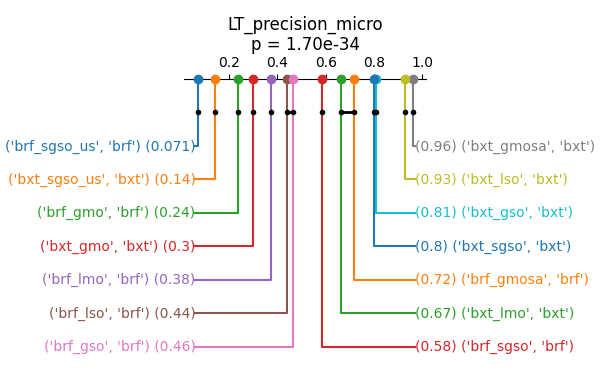 LT_precision_micro
p = 1.70e-34
0.2 0.4 0.6 0.8 1.0
('brf_sgso_us', 'brf') (0.071)
('bxt_sgso_us', 'bxt') (0.14)
('brf_gmo', 'brf') (0.24)
('bxt_gmo', 'bxt') (0.3)
('brf_lmo', 'brf') (0.38)
('brf_lso', 'brf') (0.44)
('brf_gso', 'brf') (0.46)
(0.96) ('bxt_gmosa', 'bxt')
(0.93) ('bxt_lso', 'bxt')
(0.81) ('bxt_gso', 'bxt')
(0.8) ('bxt_sgso', 'bxt')
(0.72) ('brf_gmosa', 'brf')
(0.67) ('bxt_lmo', 'bxt')
(0.58) ('brf_sgso', 'brf')